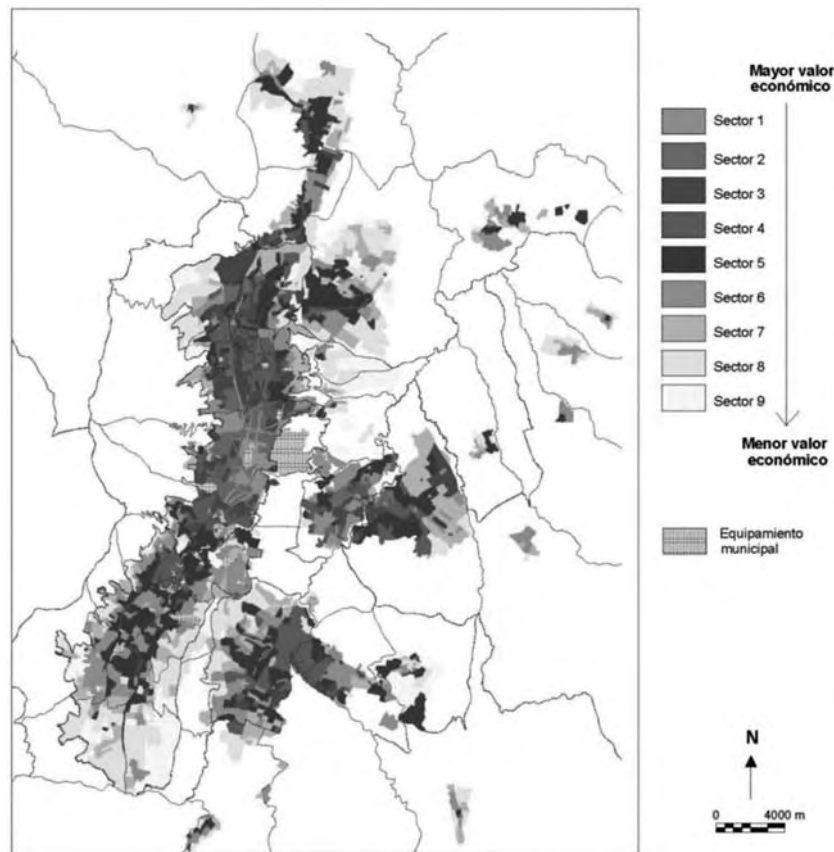 Mayor valor
económico
Sector 1
Sector 2
Sector 3
Sector 4
Sector 5
Sector 6
Sector 7
Sector 8
Sector 9
Menor valor
económico
Equipamiento
municipal
N
0 4000 m